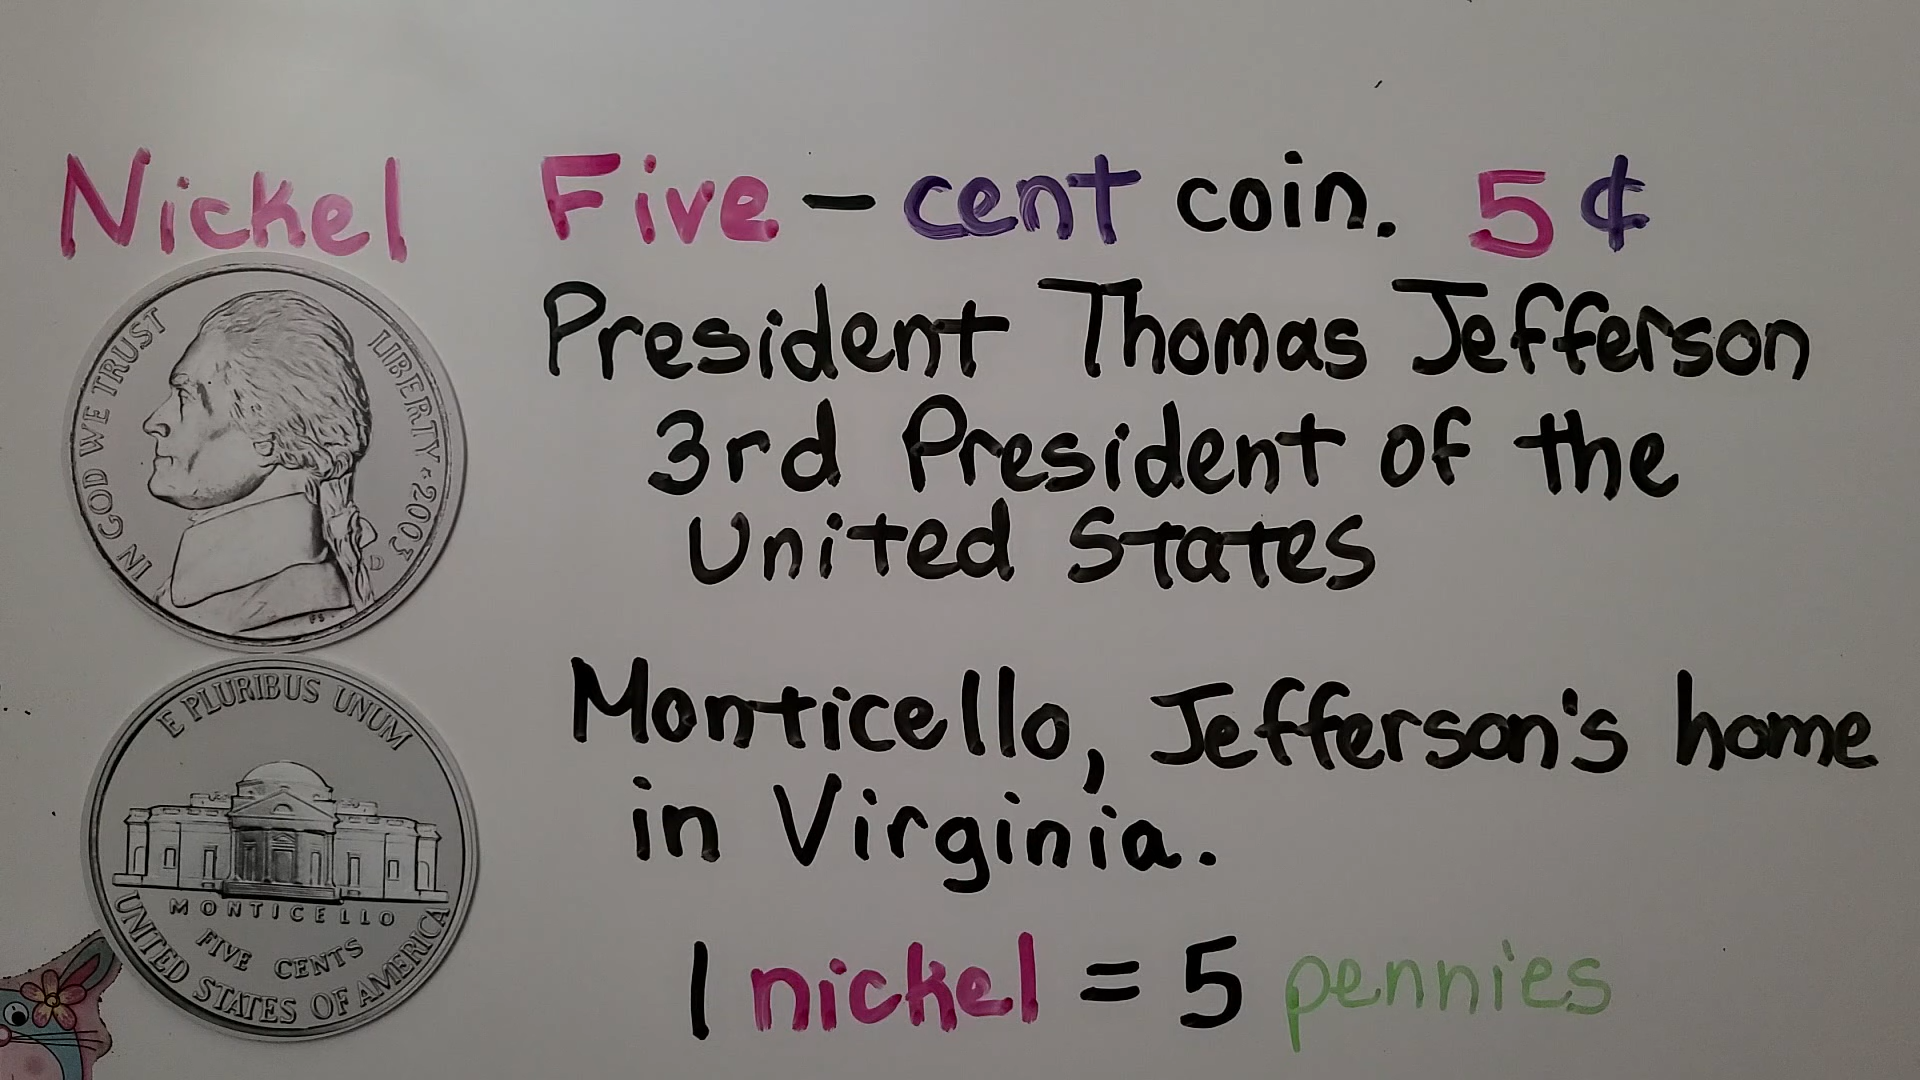 Nickel Five - cent coin. 5¢
President Thomas Jefferson
3rd President of the
United States
IN GOD WE TRUST
LIBERTY · 2003
D
FS
Monticello, Jefferson's home
in Virginia.
E PLURIBUS UNUM
MONTICELLO
FIVE CENTS
UNITED STATES OF AMERICA
1 nickel = 5 pennies